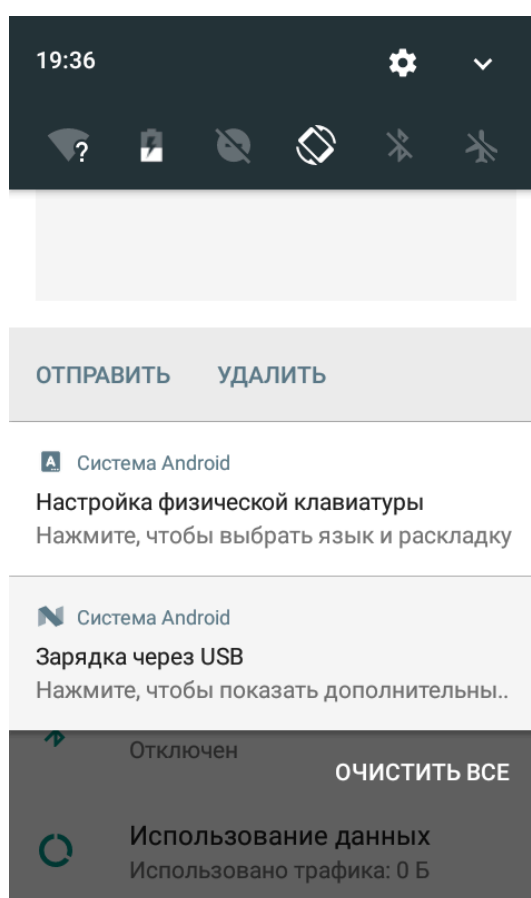 19:36
ОТПРАВИТЬ УДАЛИТЬ
Система Android
Настройка физической клавиатуры
Нажмите, чтобы выбрать язык и раскладку
Система Android
Зарядка через USB
Нажмите, чтобы показать дополнительны..
Отключен
ОЧИСТИТЬ ВСЕ
Использование данных
Использовано трафика: 0 Б